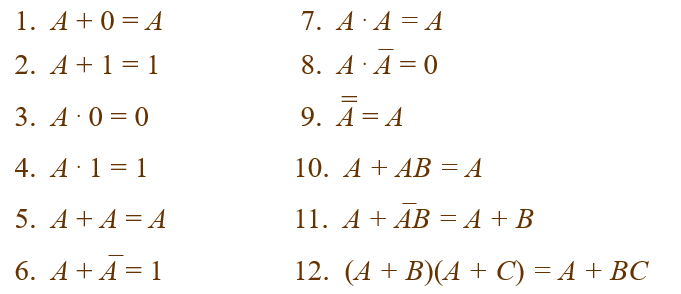 1. A + 0 = A
2. A + 1 = 1
3. A · 0 = 0
4. A · 1 = 1
5. A + A = A
6. A + A̅ = 1
7. A · A = A
8. A · A̅ = 0
9. A̿ = A
10. A + AB = A
11. A + A̅B = A + B
12. (A + B)(A + C) = A + BC